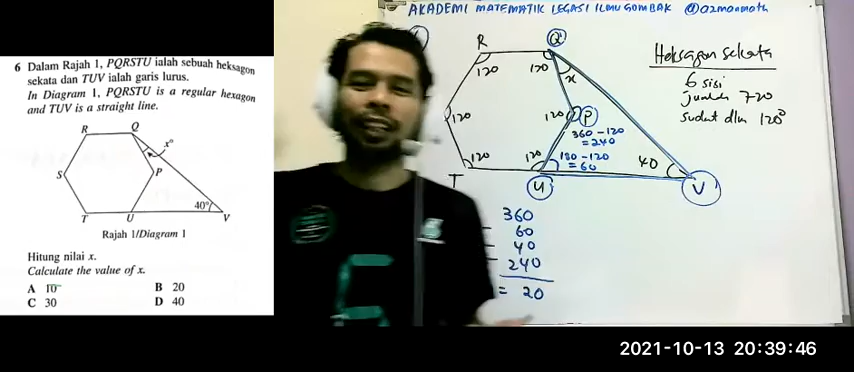 AKADEMI MATEMATIK LEGASI ILMU GOMBAK @azmanmath
6 Dalam Rajah 1, PQRSTU ialah sebuah heksagon
sekata dan TUV ialah garis lurus.
In Diagram 1, PQRSTU is a regular hexagon
and TUV is a straight line.
R Q
x°
S P
40°
T U V
Rajah 1/Diagram 1
Hitung nilai x.
Calculate the value of x.
A 10 B 20
C 30 D 40
R Q
120 120 x
120 120 P
360 - 120
= 240
120 120 180 - 120
= 60
40
T U V
Heksagon sekata
6 sisi
jumlah 720
sudut dlm 120°
360
- 60
- 40
- 240
= 20
2021-10-13 20:39:46